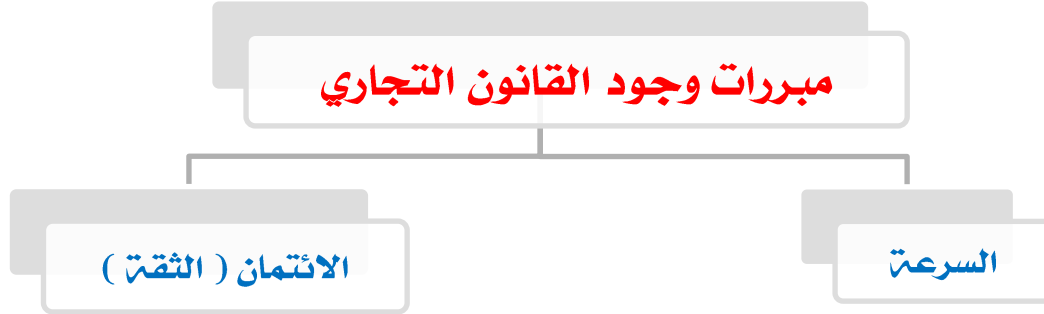 مبررات وجود القانون التجاري
السرعة
الائتمان ( الثقة )